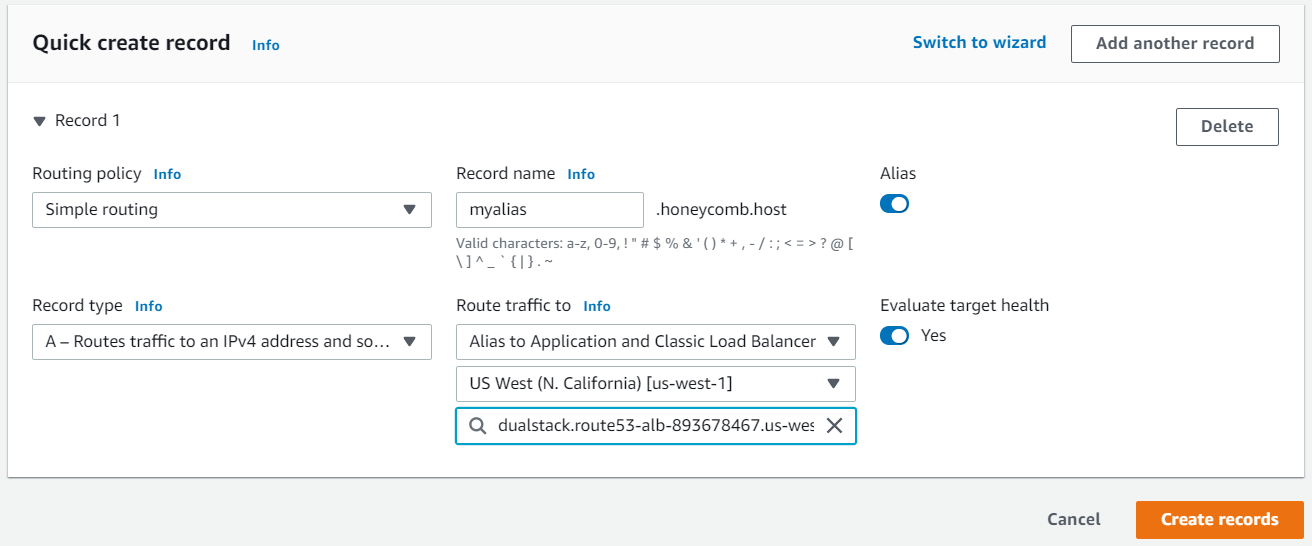 Quick create record Info
Switch to wizard
Add another record
Record 1
Delete
Routing policy Info
Simple routing
Record name Info
myalias .honeycomb.host
Valid characters: a-z, 0-9, ! " # $ % & ' ( ) * + , - / : ; < = > ? @ [
\ ] ^ _ ` { | } . ~
Alias
Record type Info
A – Routes traffic to an IPv4 address and so...
Route traffic to Info
Alias to Application and Classic Load Balancer
US West (N. California) [us-west-1]
dualstack.route53-alb-893678467.us-wes
Evaluate target health
Yes
Cancel
Create records